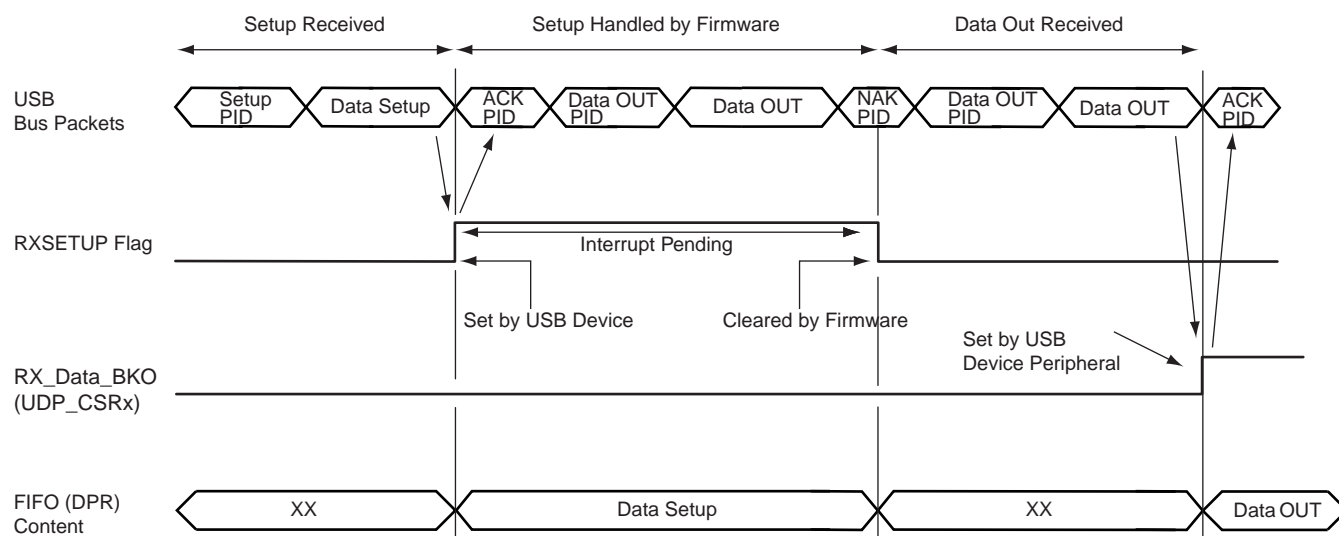 Setup Received
Setup Handled by Firmware
Data Out Received
USB
Bus Packets
Setup
PID
Data Setup
ACK
PID
Data OUT
PID
Data OUT
NAK
PID
Data OUT
PID
Data OUT
ACK
PID
RXSETUP Flag
Interrupt Pending
Set by USB Device
Cleared by Firmware
Set by USB
Device Peripheral
RX_Data_BKO
(UDP_CSRx)
FIFO (DPR)
Content
XX
Data Setup
XX
Data OUT